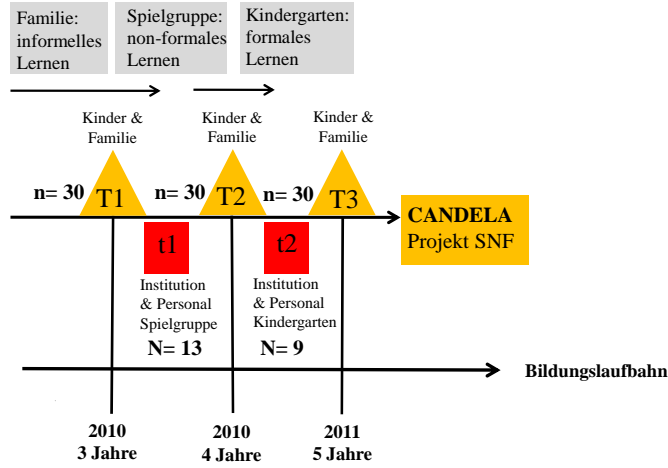 Familie:
informelles
Lernen
Spielgruppe:
non-formales
Lernen
Kindergarten:
formales
Lernen
Kinder &
Familie
Kinder &
Familie
Kinder &
Familie
n= 30
T1
n= 30
T2
n= 30
T3
CANDELA
Projekt SNF
t1
t2
Institution
& Personal
Spielgruppe
N= 13
Institution
& Personal
Kindergarten
N= 9
Bildungslaufbahn
2010
3 Jahre
2010
4 Jahre
2011
5 Jahre